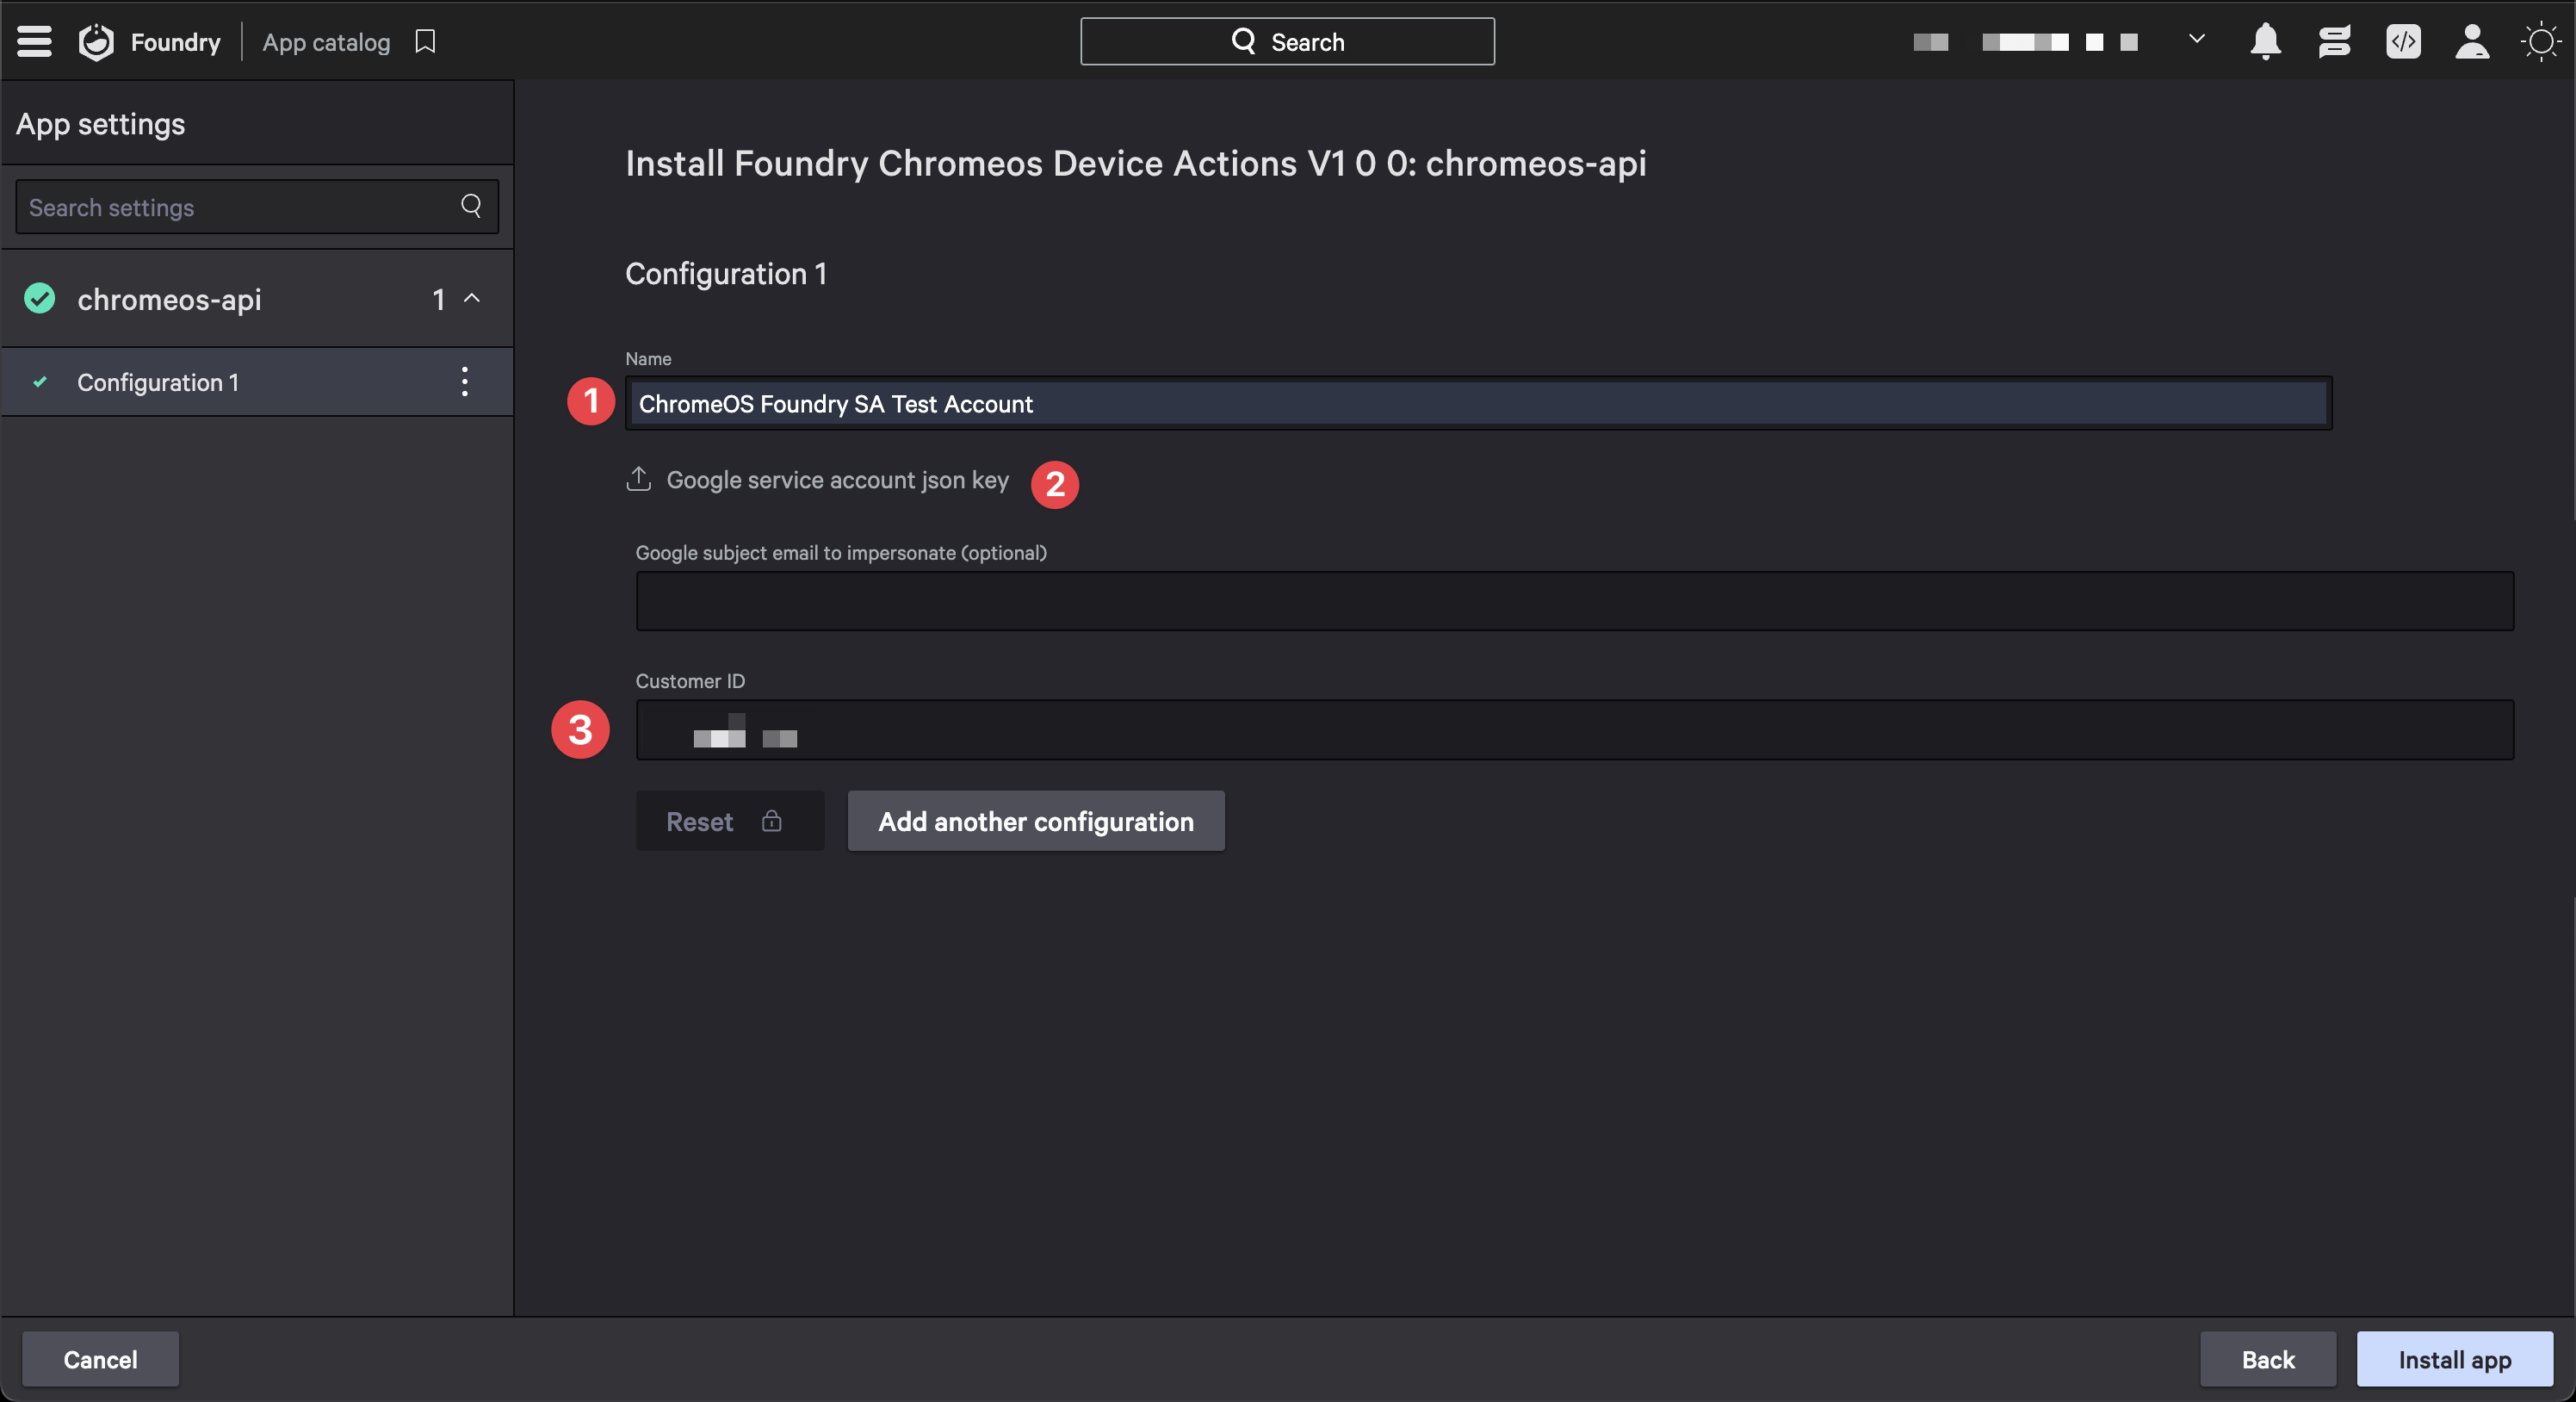 Foundry
App catalog
Search
App settings
Search settings
chromeos-api
1
Configuration 1
Install Foundry Chromeos Device Actions V1 0 0: chromeos-api
Configuration 1
Name
1
ChromeOS Foundry SA Test Account
Google service account json key
2
Google subject email to impersonate (optional)
Customer ID
3
Reset
Add another configuration
Cancel
Back
Install app